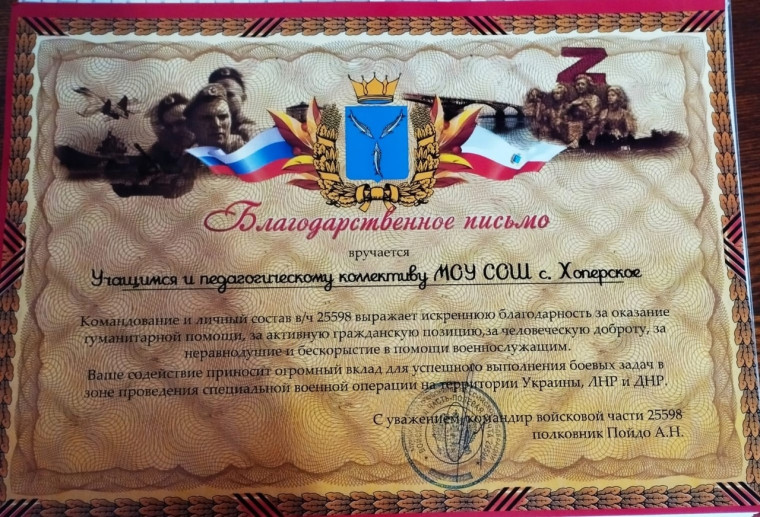 Z
Благодарственное письмо
вручается
Учащимся и педагогическому коллективу МОУ СОШ с. Хоперское
Командование и личный состав в/ч 25598 выражает искреннюю благодарность за оказание
гуманитарной помощи, за активную гражданскую позицию,за человеческую доброту, за
неравнодушие и бескорыстие в помощи военнослужащим.
Ваше содействие приносит огромный вклад для успешного выполнения боевых задач в
зоне проведения специальной военной операции на территории Украины, ЛНР и ДНР.
С уважением, командир войсковой части 25598
полковник Пойдо А.Н.